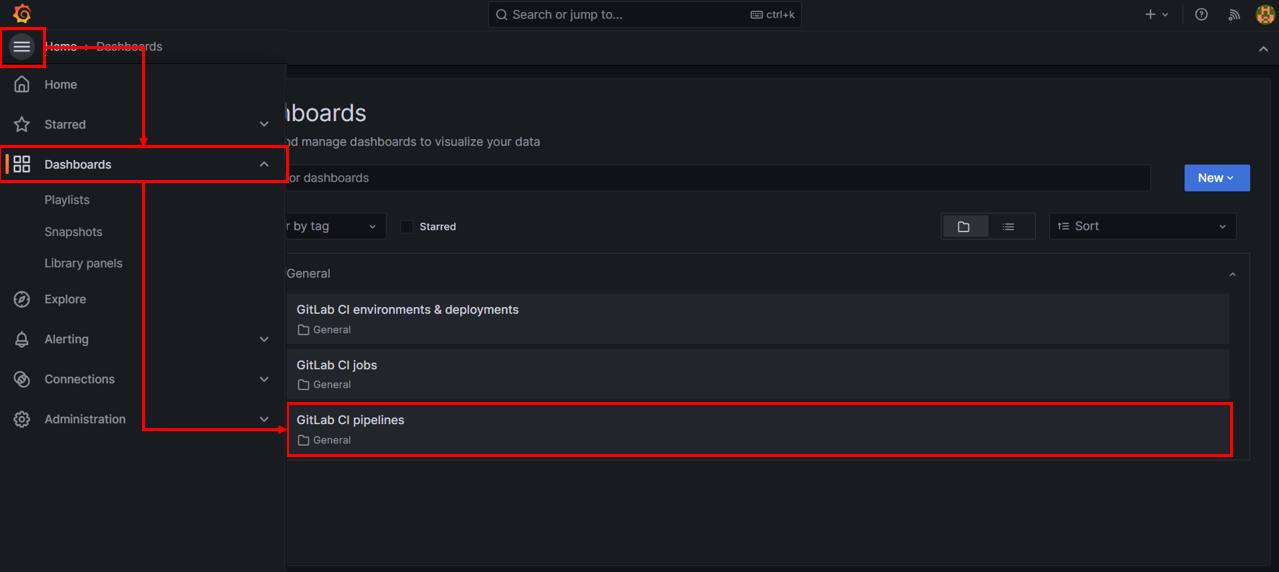 Search or jump to...
ctrl+k
Home
Dashboards
Home
Starred
Dashboards
Playlists
Snapshots
Library panels
Explore
Alerting
Connections
Administration
hboards
nd manage dashboards to visualize your data
or dashboards
New
r by tag
Starred
Sort
General
GitLab CI environments & deployments
General
GitLab CI jobs
General
GitLab CI pipelines
General